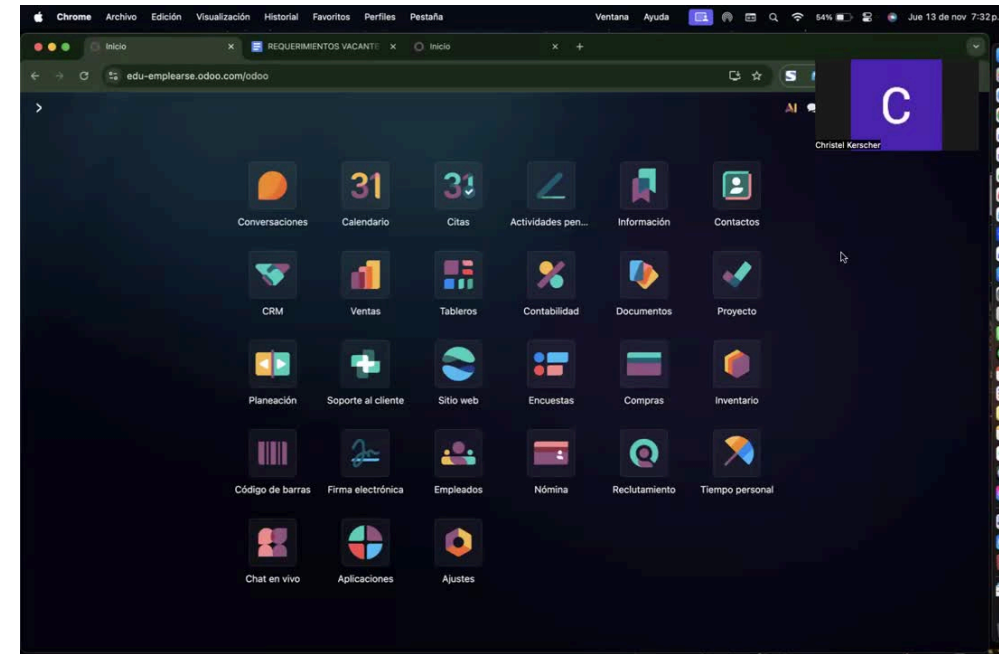 Chrome Archivo Edición Visualización Historial Favoritos Perfiles Pestaña Ventana Ayuda 54% Jue 13 de nov 7:32 p.
Inicio REQUERIMIENTOS VACANTE Inicio
edu-emplearse.odoo.com/odoo
AI
C
Christel Kerscher
31 31
Conversaciones Calendario Citas Actividades pen... Información Contactos
CRM Ventas Tableros Contabilidad Documentos Proyecto
Planeación Soporte al cliente Sitio web Encuestas Compras Inventario
Código de barras Firma electrónica Empleados Nómina Reclutamiento Tiempo personal
Chat en vivo Aplicaciones Ajustes